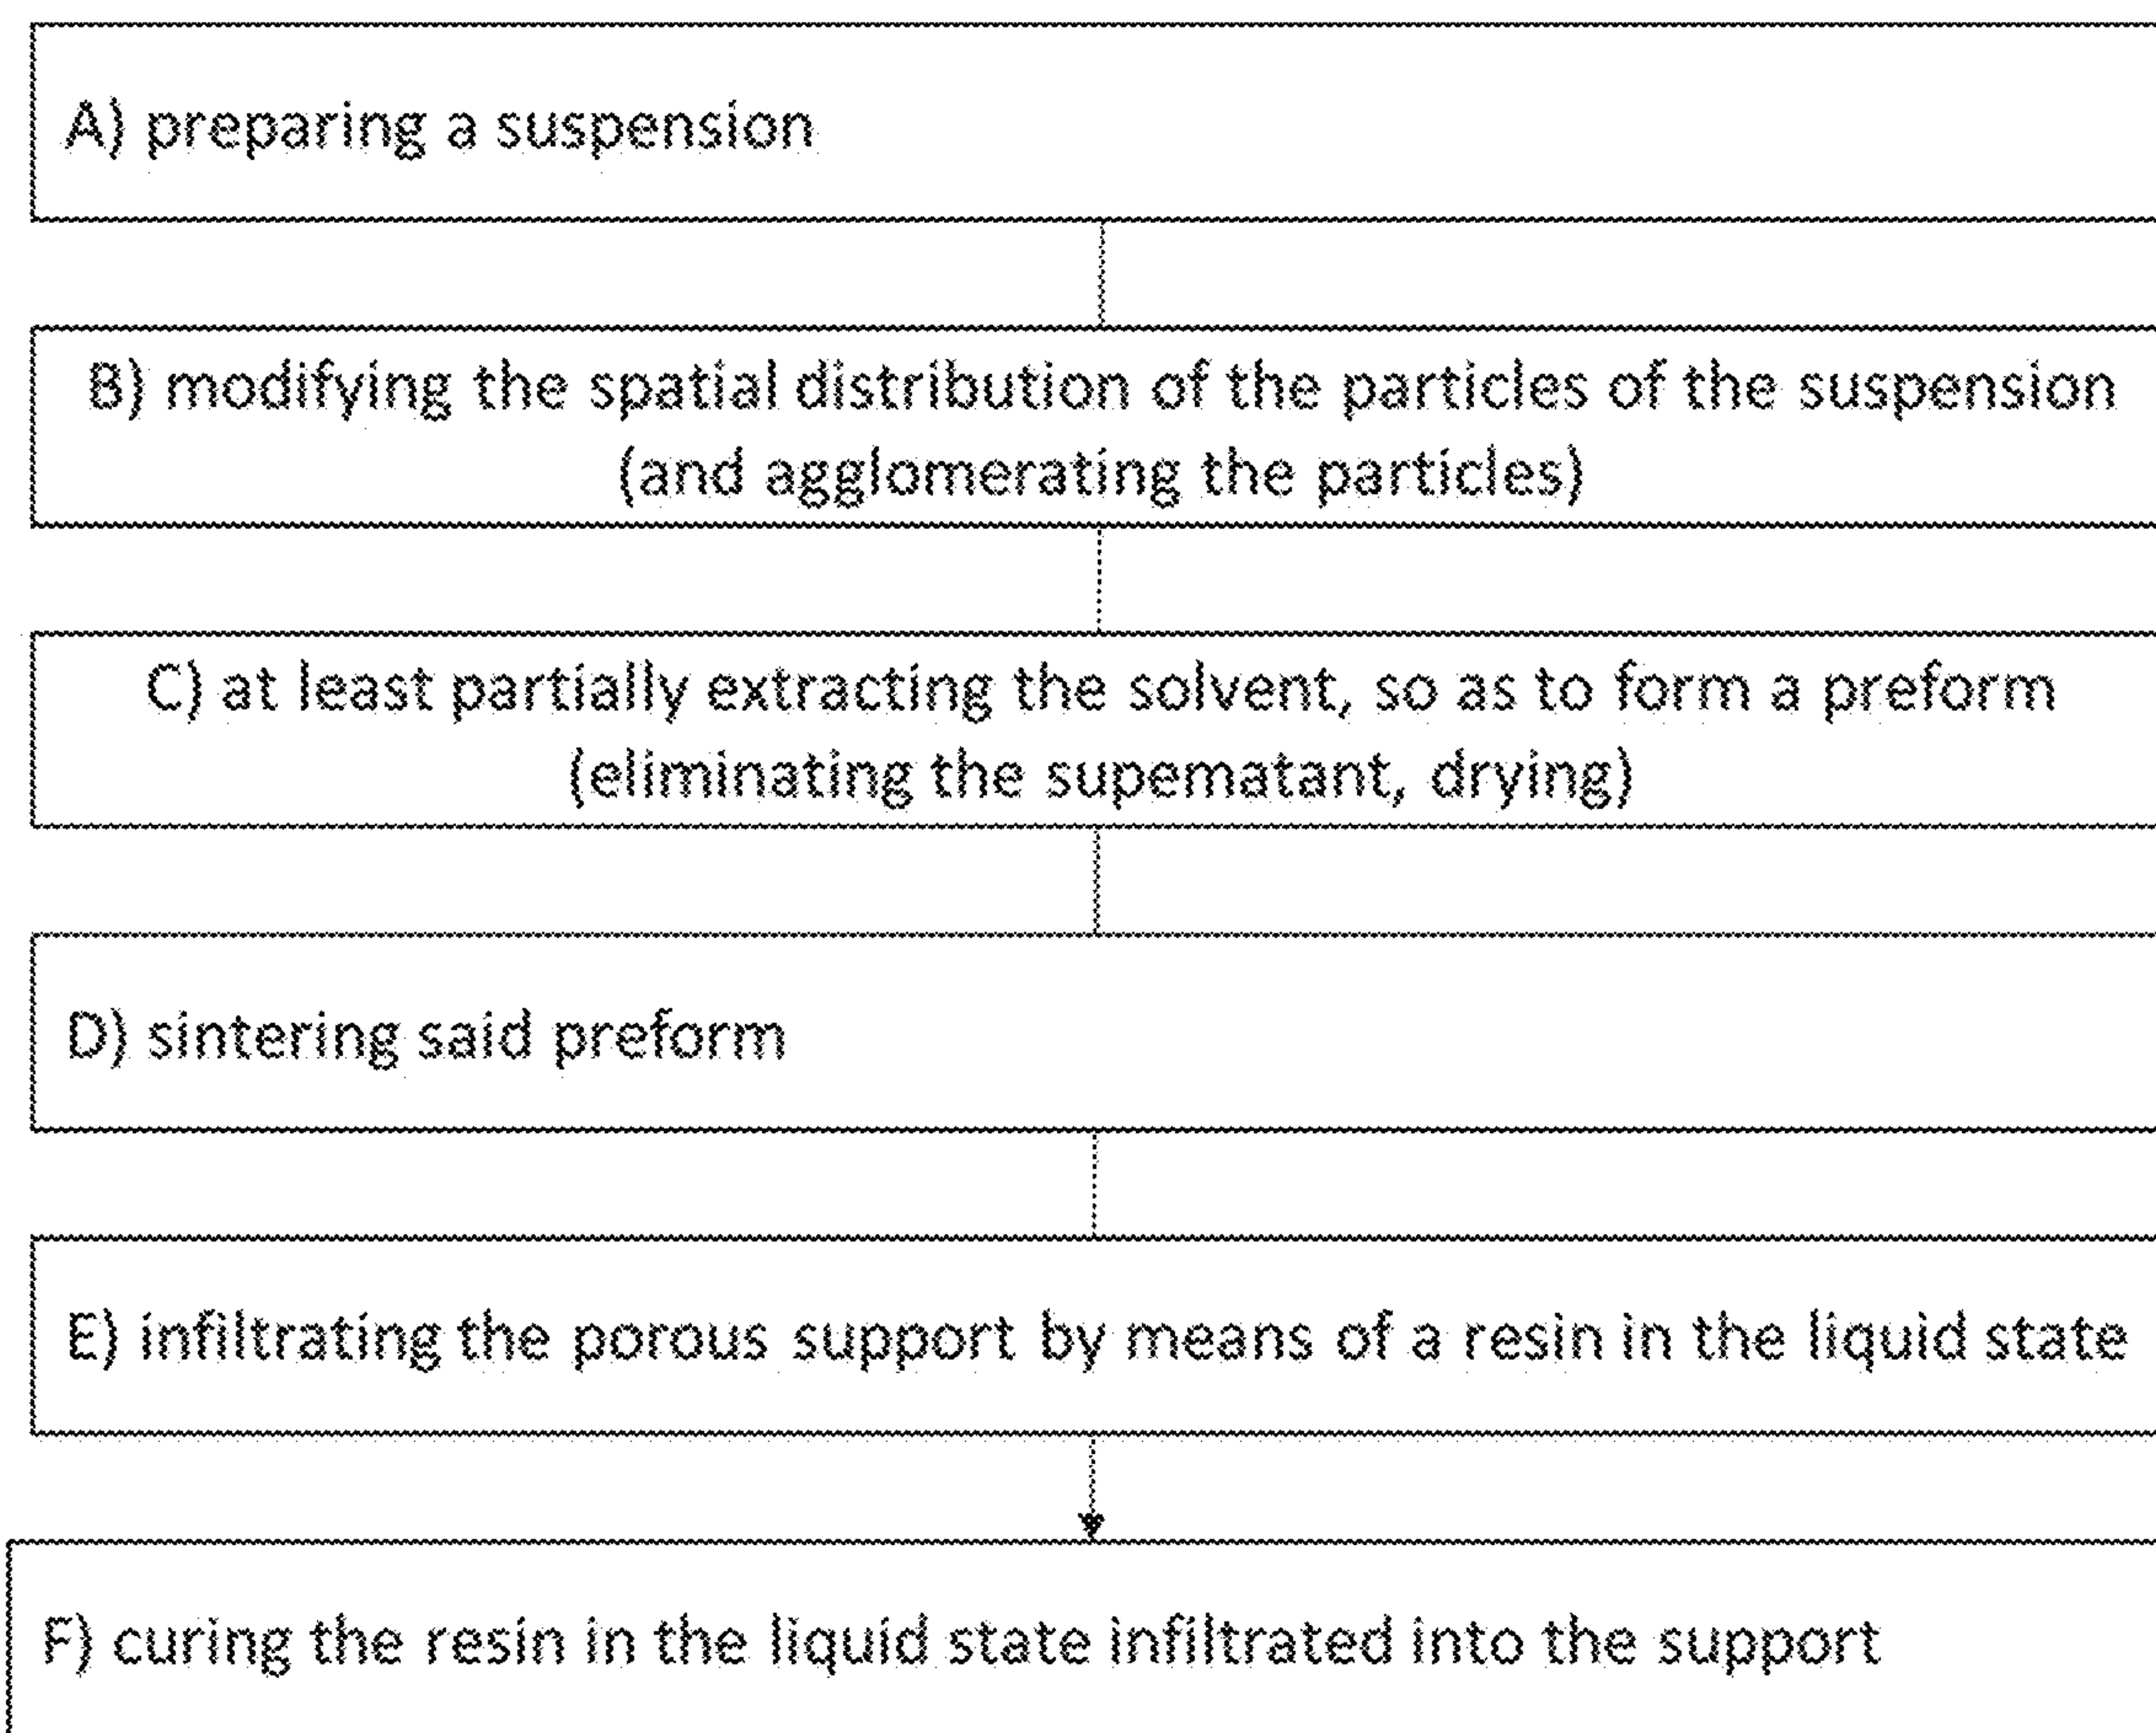 A) preparing a suspension
B) modifying the spatial distribution of the particles of the suspension
(and agglomerating the particles)
C) at least partially extracting the solvent, so as to form a preform
(eliminating the supematant, drying)
D) sintering said preform
E) infiltrating the porous support by means of a resin in the liquid state
F) curing the resin in the liquid state infiltrated into the support